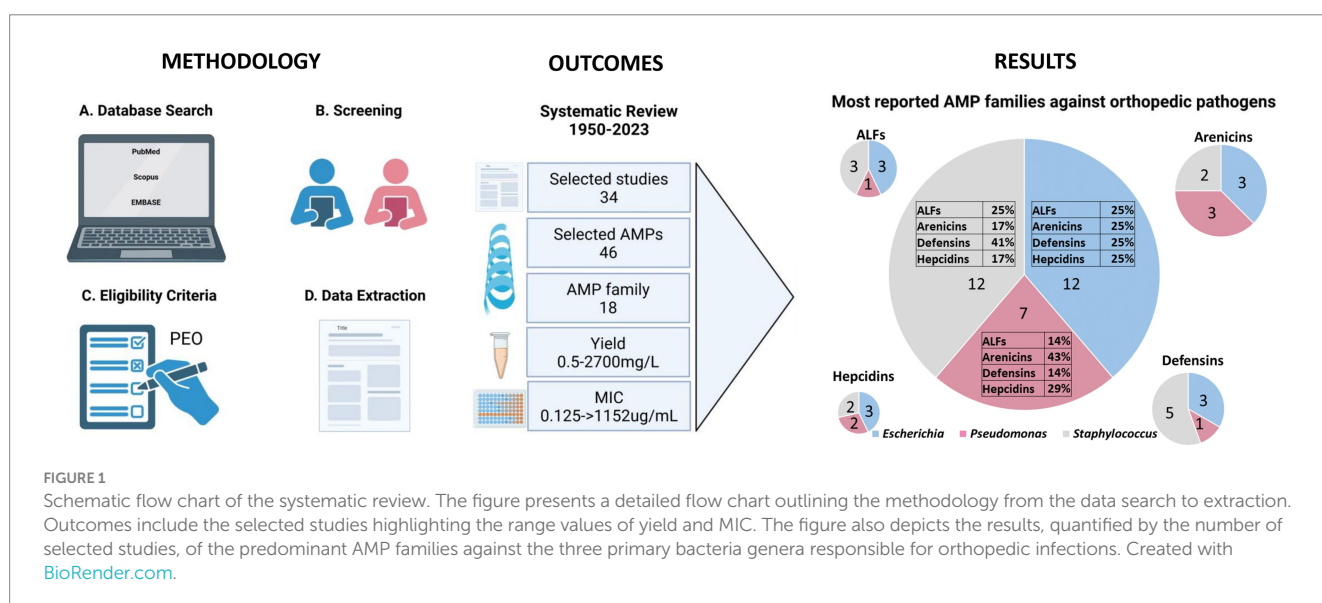 METHODOLOGY
A. Database Search
PubMed
Scopus
EMBASE
B. Screening
C. Eligibility Criteria
PEO
D. Data Extraction
Title
OUTCOMES
Systematic Review
1950-2023
Selected studies
34
Selected AMPs
46
AMP family
18
Yield
0.5-2700mg/L
MIC
0.125->1152ug/mL
RESULTS
Most reported AMP families against orthopedic pathogens
ALFs
3 3
1
Arenicins
2 3
3
ALFs 25%
Arenicins 17%
Defensins 41%
Hepcidins 17%
12
ALFs 25%
Arenicins 25%
Defensins 25%
Hepcidins 25%
12
7
ALFs 14%
Arenicins 43%
Defensins 14%
Hepcidins 29%
Hepcidins
2 3
2
Defensins
3
5 1
Escherichia Pseudomonas Staphylococcus
FIGURE 1
Schematic flow chart of the systematic review. The figure presents a detailed flow chart outlining the methodology from the data search to extraction.
Outcomes include the selected studies highlighting the range values of yield and MIC. The figure also depicts the results, quantified by the number of
selected studies, of the predominant AMP families against the three primary bacteria genera responsible for orthopedic infections. Created with
BioRender.com.